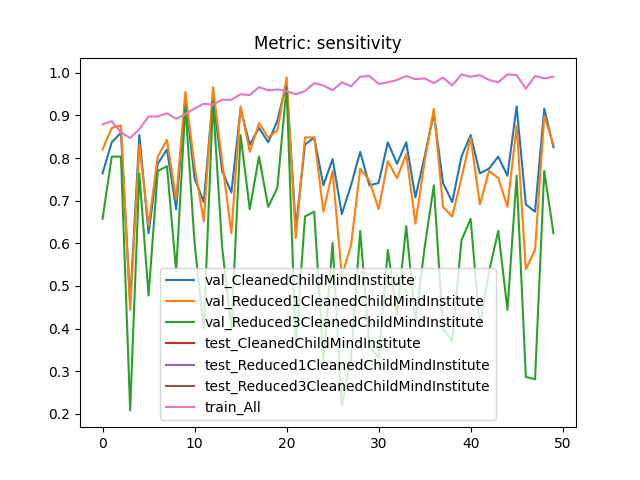 Metric: sensitivity
1.0
0.9
0.8
0.7
0.6
0.5
0.4
0.3
0.2
val_CleanedChildMindInstitute
val_Reduced1CleanedChildMindInstitute
val_Reduced3CleanedChildMindInstitute
test_CleanedChildMindInstitute
test_Reduced1CleanedChildMindInstitute
test_Reduced3CleanedChildMindInstitute
train_All
0 10 20 30 40 50